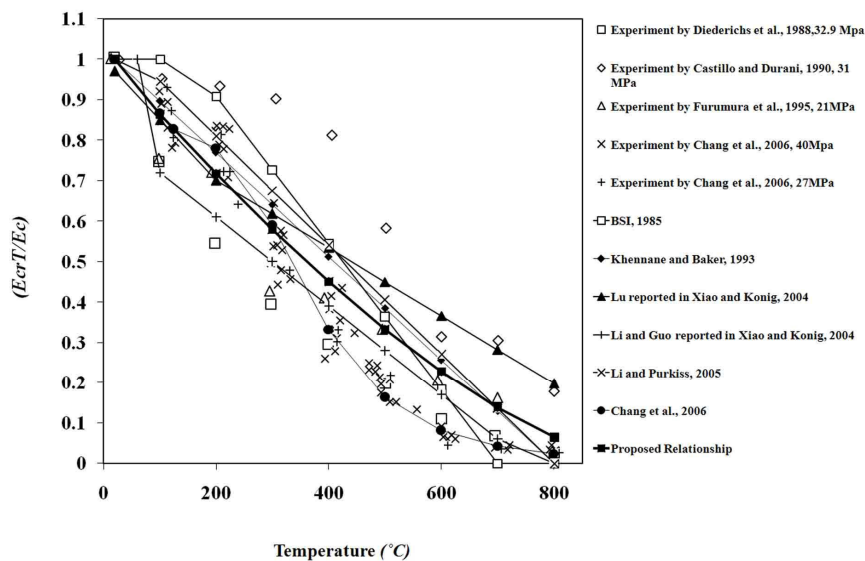 1.1
1
0.9
0.8
0.7
0.6
0.5
0.4
0.3
0.2
0.1
0
(EcrT/Ec)
0 200 400 600 800
Temperature (˚C)
Experiment by Diederichs et al., 1988,32.9 Mpa
Experiment by Castillo and Durani, 1990, 31
MPa
Experiment by Furumura et al., 1995, 21MPa
Experiment by Chang et al., 2006, 40Mpa
Experiment by Chang et al., 2006, 27MPa
BSI, 1985
Khennane and Baker, 1993
Lu reported in Xiao and Konig, 2004
Li and Guo reported in Xiao and Konig, 2004
Li and Purkiss, 2005
Chang et al., 2006
Proposed Relationship